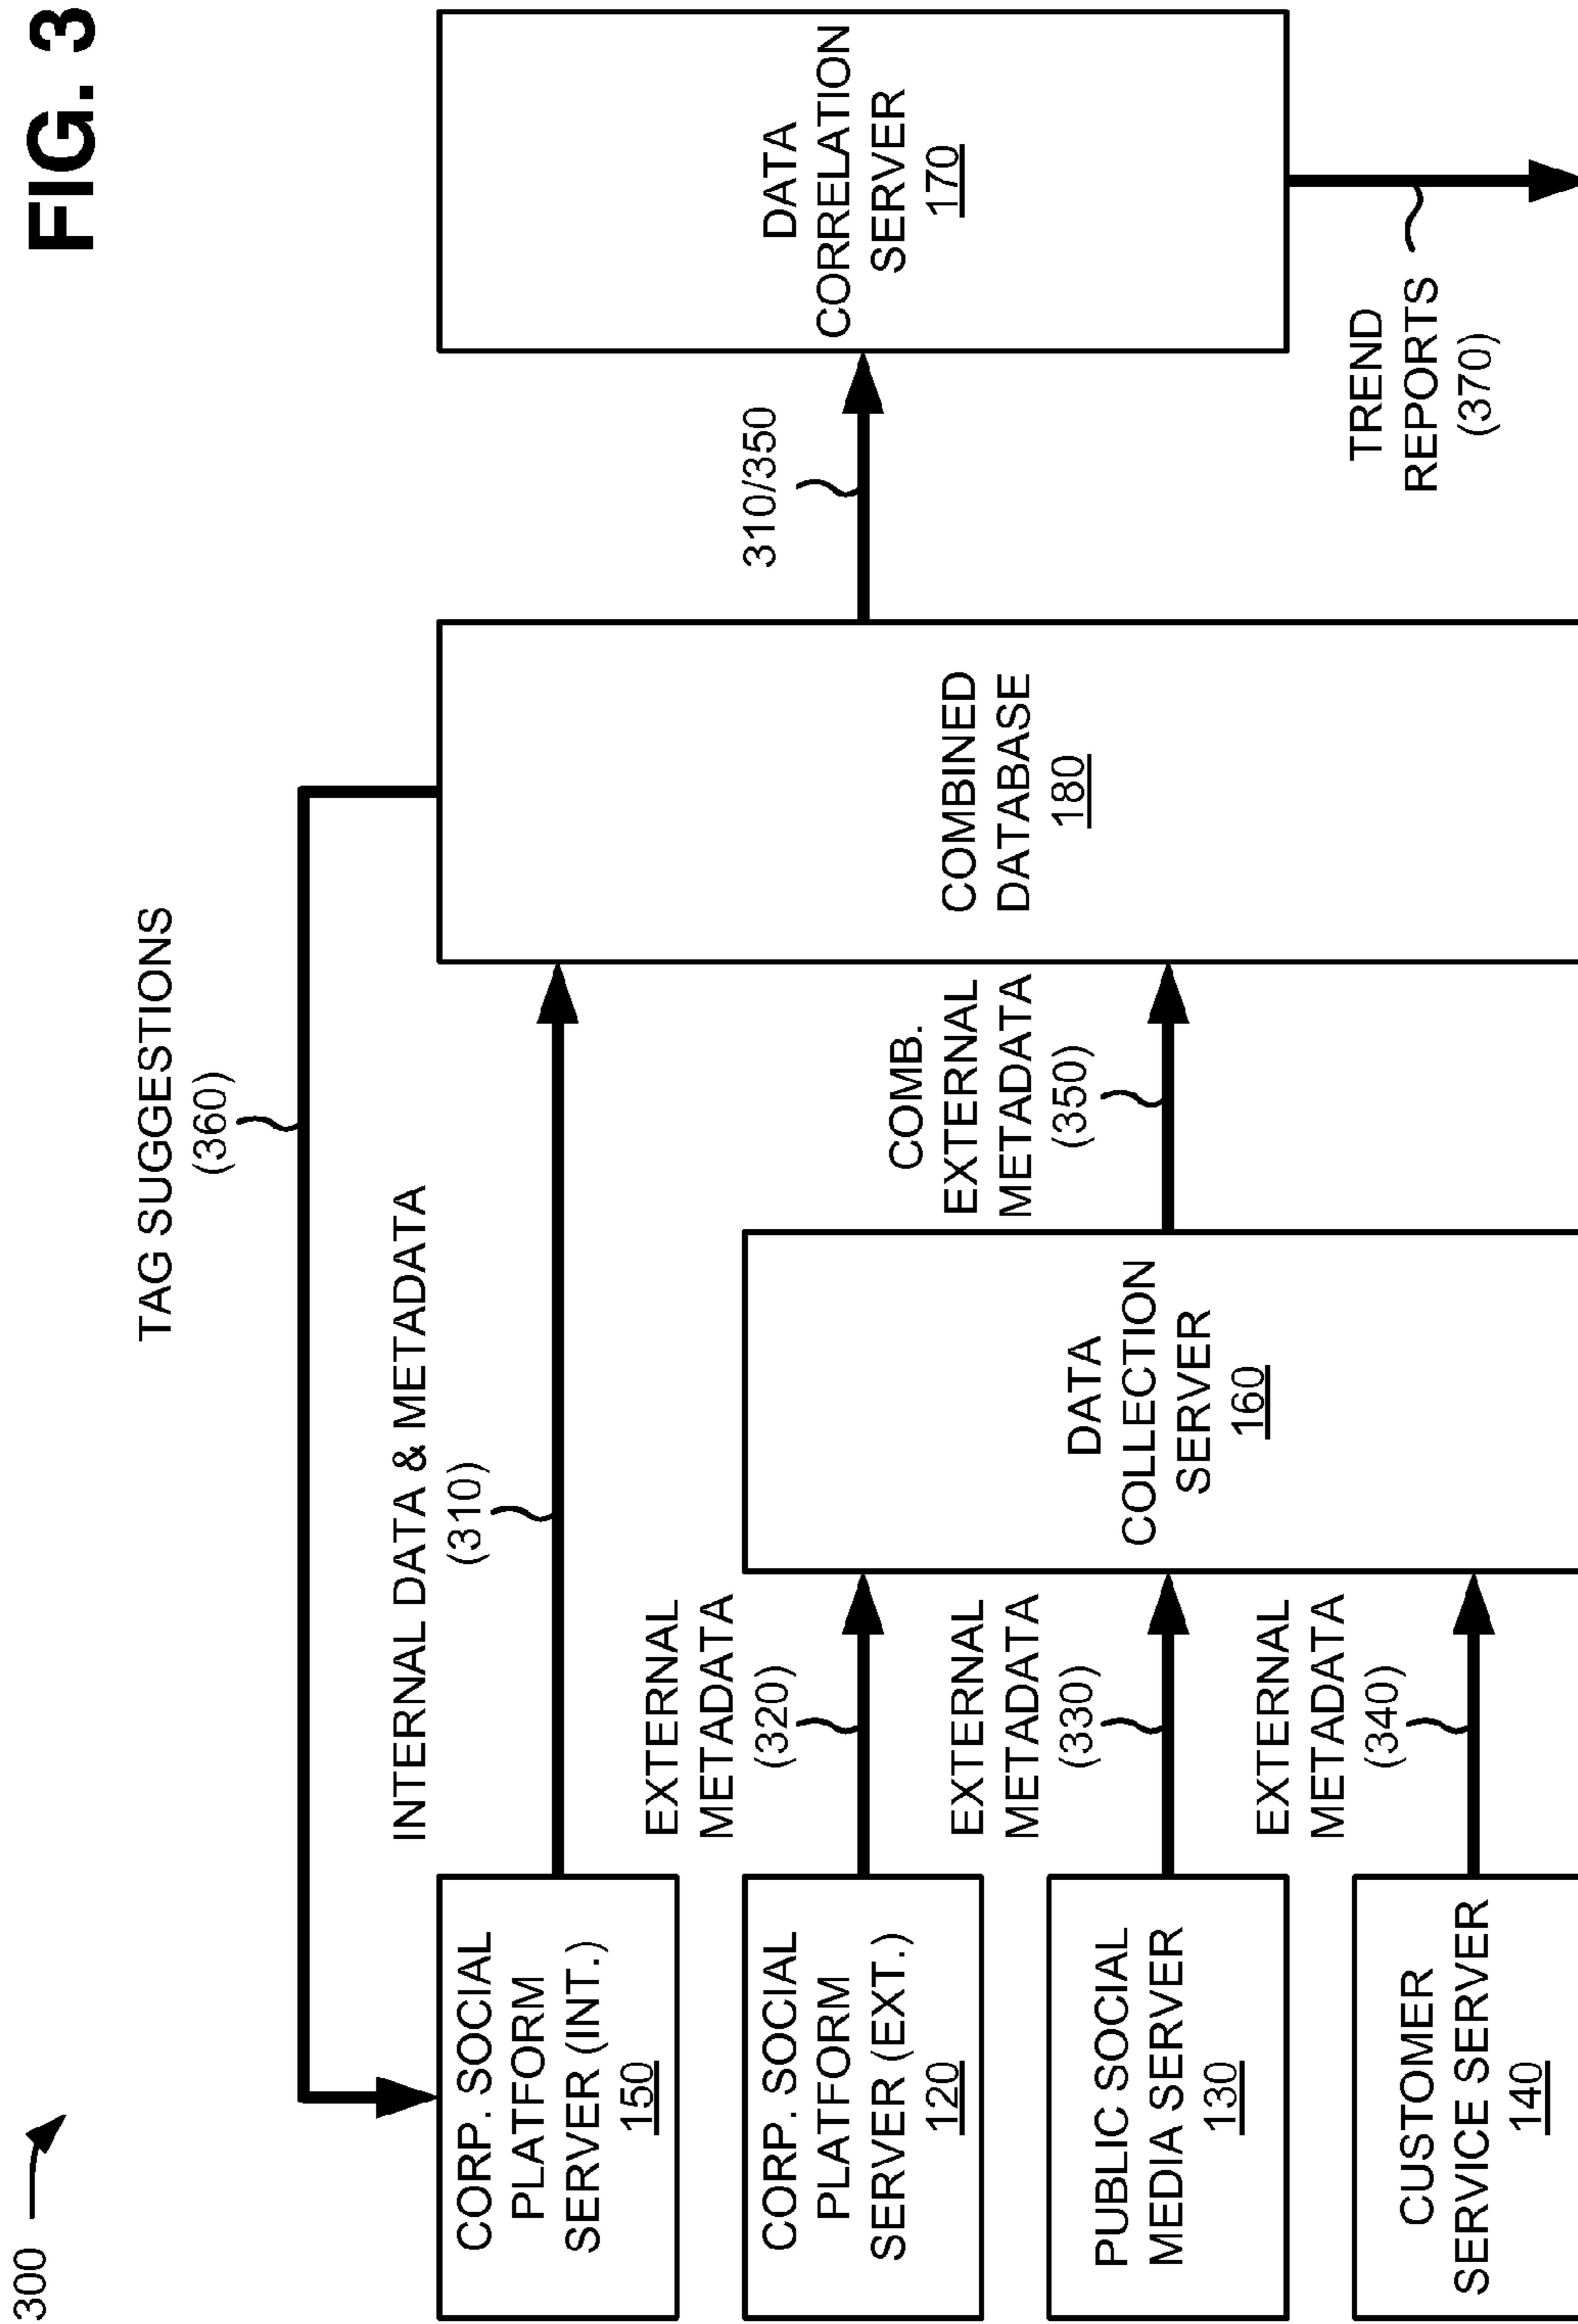 FIG. 3
300
TAG SUGGESTIONS
(360)
INTERNAL DATA & METADATA
(310)
CORP. SOCIAL
PLATFORM
SERVER (INT.)
150
EXTERNAL
METADATA
(320)
CORP. SOCIAL
PLATFORM
SERVER (EXT.)
120
EXTERNAL
METADATA
(330)
PUBLIC SOCIAL
MEDIA SERVER
130
EXTERNAL
METADATA
(340)
CUSTOMER
SERVICE SERVER
140
DATA
COLLECTION
SERVER
160
COMB.
EXTERNAL
METADATA
(350)
COMBINED
DATABASE
180
310/350
DATA
CORRELATION
SERVER
170
TREND
REPORTS
(370)